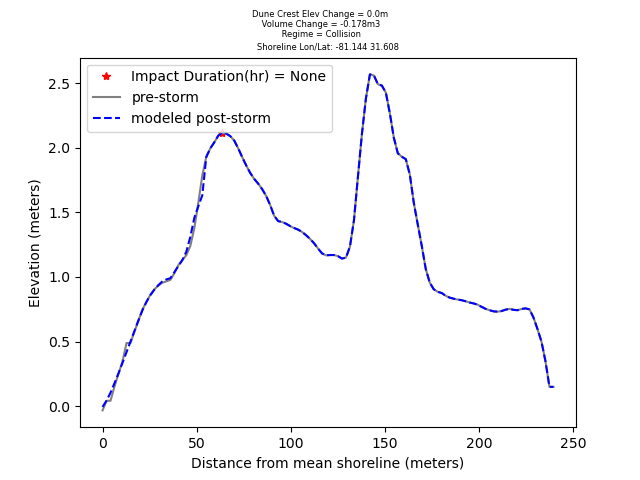 Dune Crest Elev Change = 0.0m
Volume Change = -0.178m3
Regime = Collision
Shoreline Lon/Lat: -81.144 31.608
Impact Duration(hr) = None
pre-storm
modeled post-storm
2.5
2.0
1.5
1.0
0.5
0.0
Elevation (meters)
0 50 100 150 200 250
Distance from mean shoreline (meters)